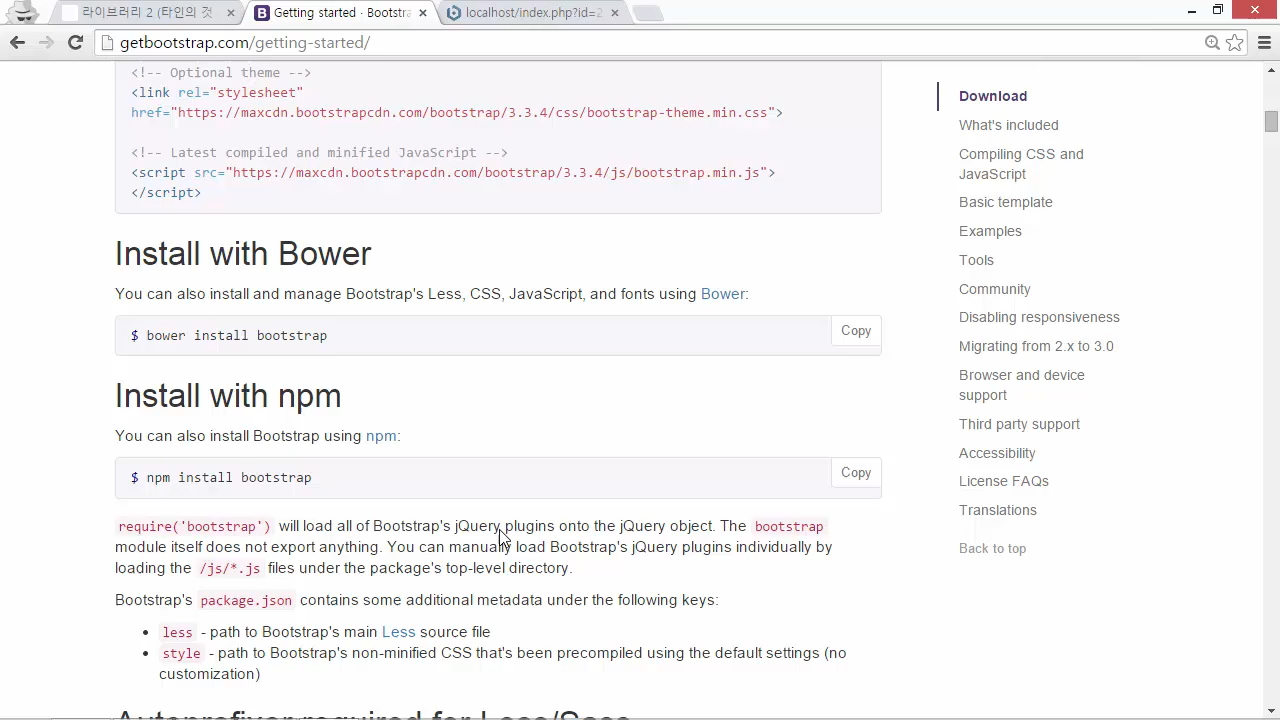 라이브러리 2 (타인의 것
Getting started · Bootstra
localhost/index.php?id=2
getbootstrap.com/getting-started/
<!-- Optional theme -->
<link rel="stylesheet"
href="https://maxcdn.bootstrapcdn.com/bootstrap/3.3.4/css/bootstrap-theme.min.css">
<!-- Latest compiled and minified JavaScript -->
<script src="https://maxcdn.bootstrapcdn.com/bootstrap/3.3.4/js/bootstrap.min.js">
</script>
Install with Bower
You can also install and manage Bootstrap's Less, CSS, JavaScript, and fonts using Bower:
$ bower install bootstrap
Copy
Install with npm
You can also install Bootstrap using npm:
$ npm install bootstrap
Copy
require('bootstrap') will load all of Bootstrap's jQuery plugins onto the jQuery object. The bootstrap
module itself does not export anything. You can manually load Bootstrap's jQuery plugins individually by
loading the /js/*.js files under the package's top-level directory.
Bootstrap's package.json contains some additional metadata under the following keys:
• less - path to Bootstrap's main Less source file
• style - path to Bootstrap's non-minified CSS that's been precompiled using the default settings (no
customization)
Autoprefixer required for Less/Sass
Download
What's included
Compiling CSS and
JavaScript
Basic template
Examples
Tools
Community
Disabling responsiveness
Migrating from 2.x to 3.0
Browser and device
support
Third party support
Accessibility
License FAQs
Translations
Back to top